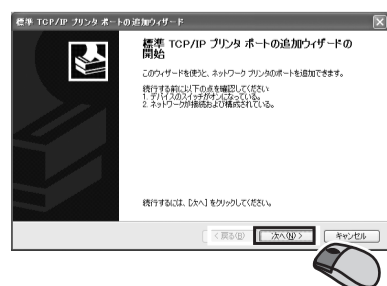 標準 TCP/IP プリンタ ポートの追加ウィザード
標準 TCP/IP プリンタ ポートの追加ウィザードの
開始
このウィザードを使うと、ネットワーク プリンタのポートを追加できます。
続行する前に以下の点を確認してください:
1. デバイスのスイッチがオンになっている。
2. ネットワークが接続および構成されている。
続行するには、[次へ] をクリックしてください。
< 戻る(B)
次へ(N) >
キャンセル